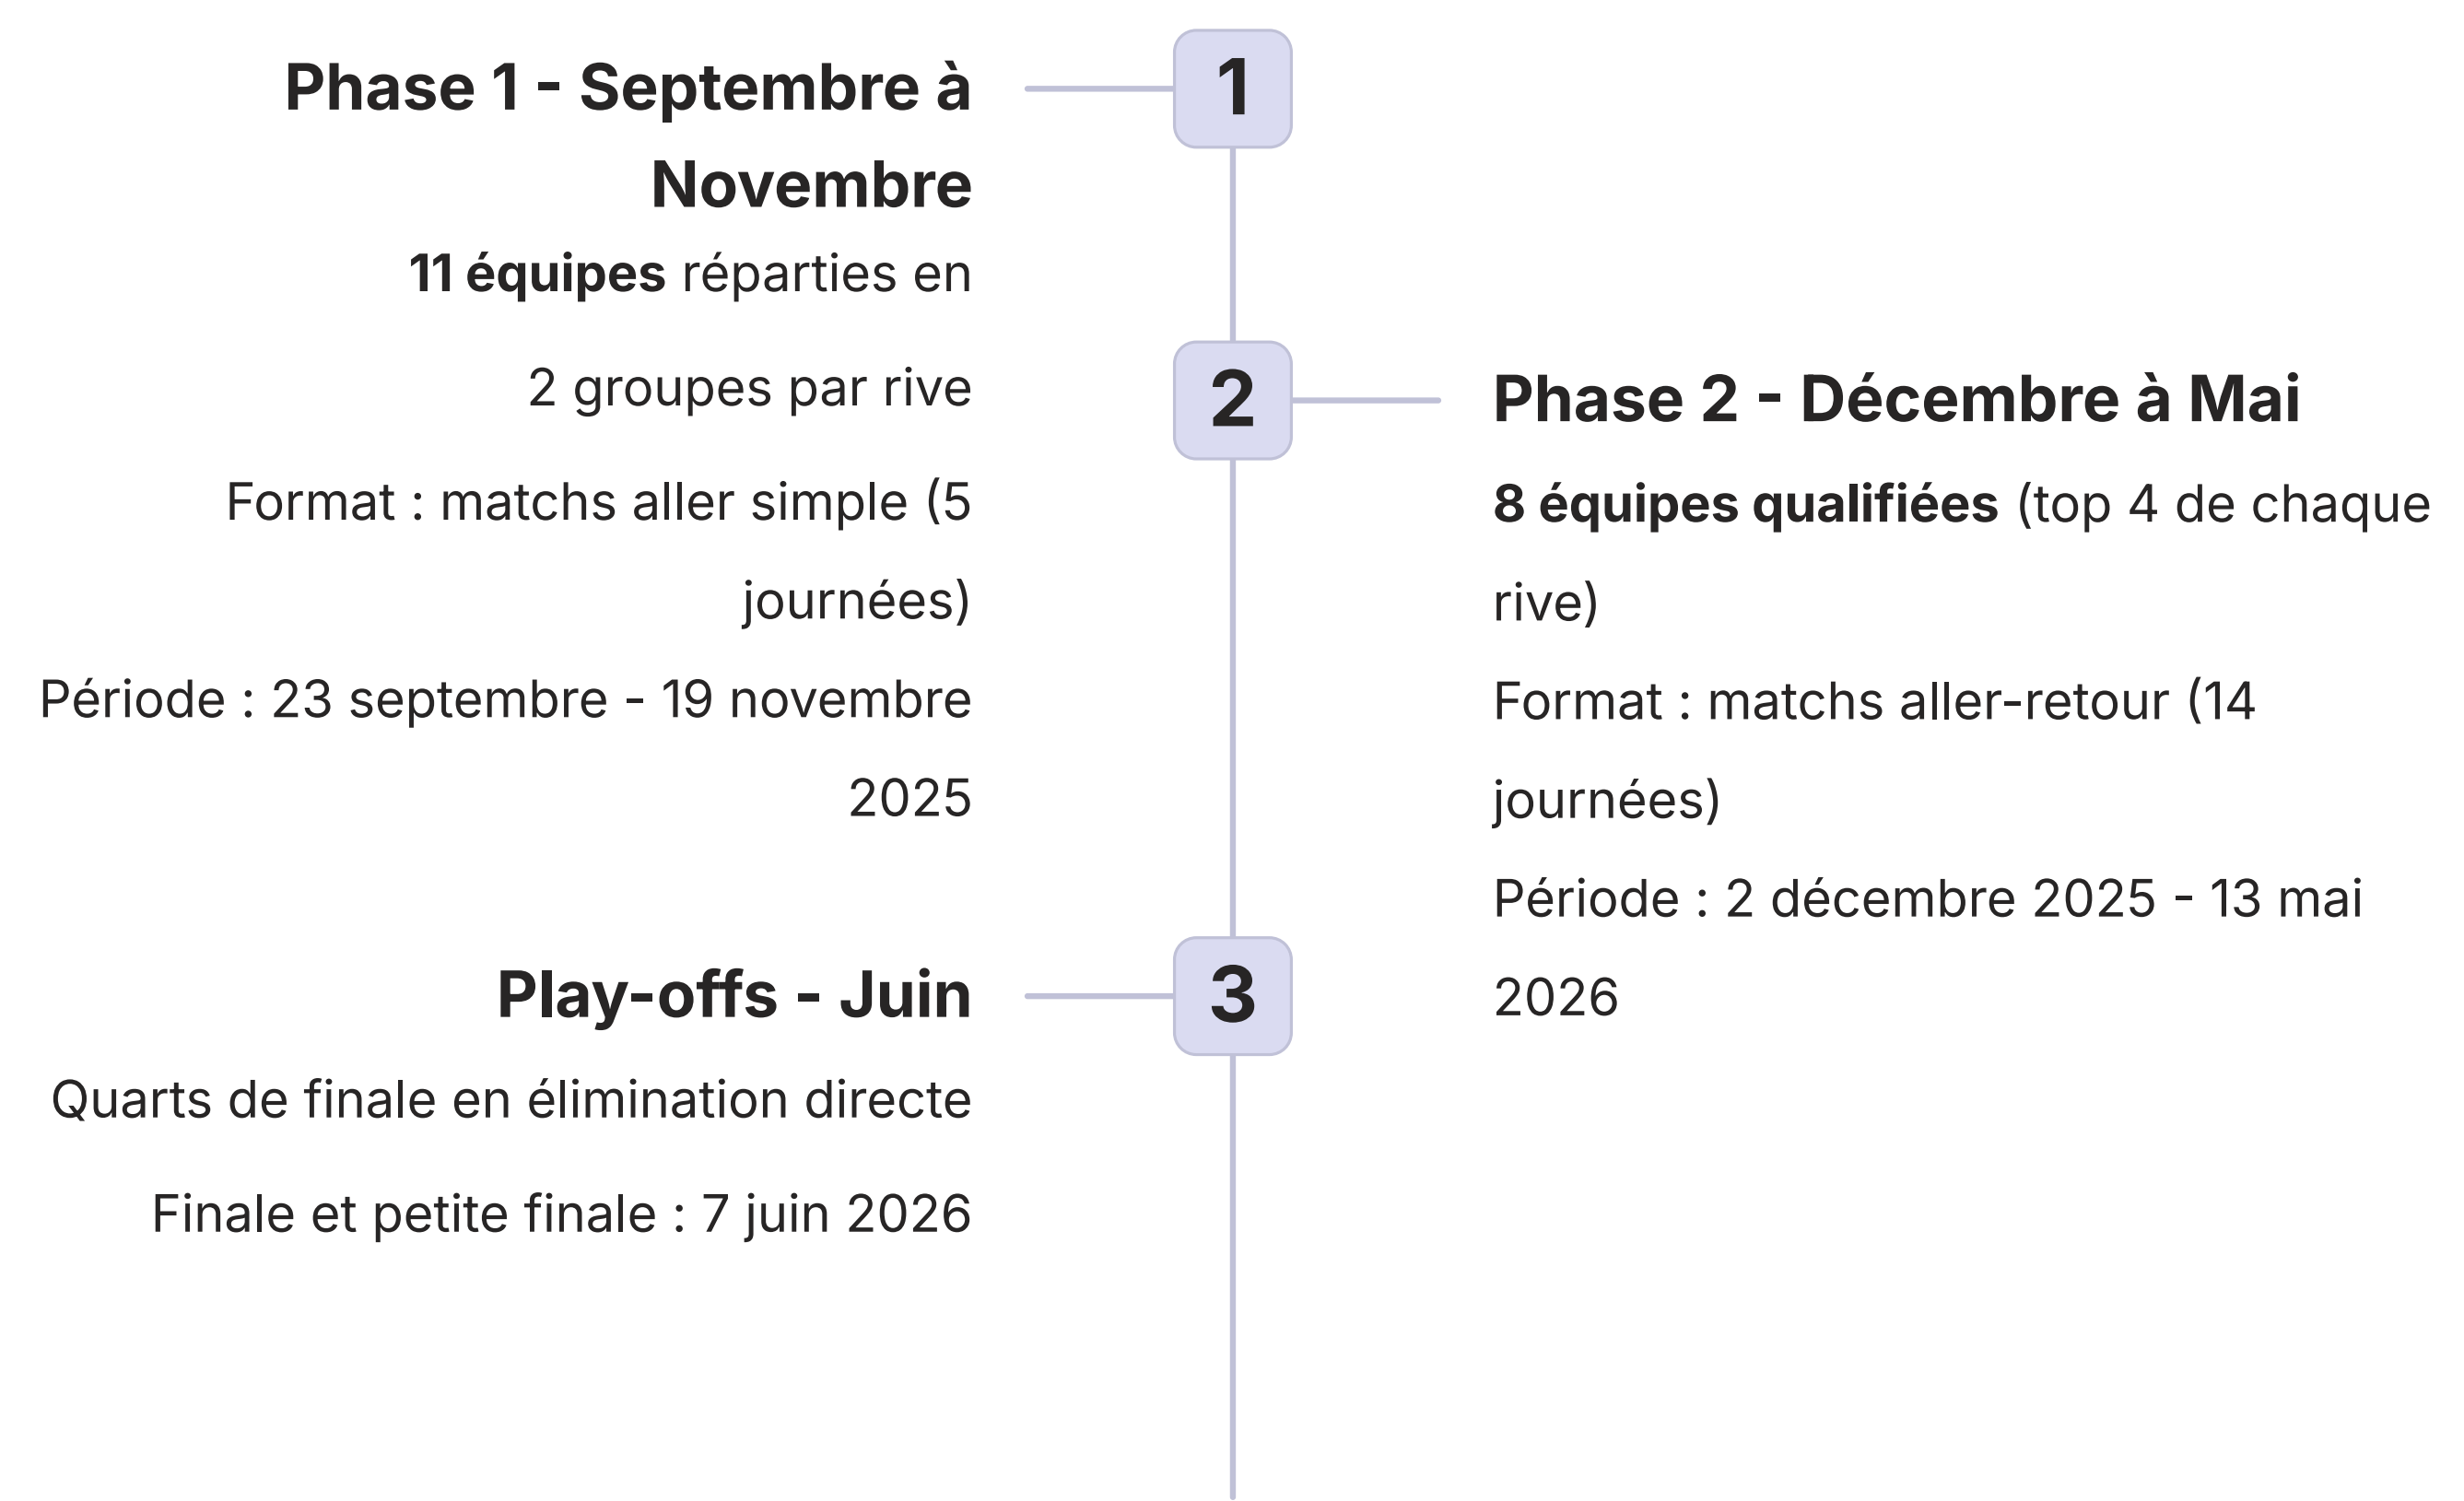 1
Phase 1 - Septembre à
Novembre
11 équipes réparties en
2 groupes par rive
Format : matchs aller simple (5
journées)
Période : 23 septembre - 19 novembre
2025
2
Phase 2 - Décembre à Mai
8 équipes qualifiées (top 4 de chaque
rive)
Format : matchs aller-retour (14
journées)
Période : 2 décembre 2025 - 13 mai
2026
3
Play-offs - Juin
Quarts de finale en élimination directe
Finale et petite finale : 7 juin 2026